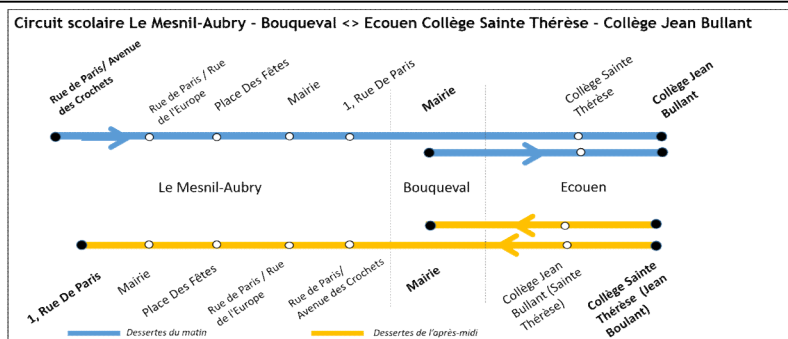 Circuit scolaire Le Mesnil-Aubry - Bouqueval <> Ecouen Collège Sainte Thérèse - Collège Jean Bullant
Rue de Paris/ Avenue
des Crochets
Rue de Paris / Rue
de l'Europe
Place Des Fêtes
Mairie
1, Rue De Paris
Mairie
Collège Sainte
Thérèse
Collège Jean
Bullant
Le Mesnil-Aubry
Bouqueval
Ecouen
1, Rue De Paris
Mairie
Place Des Fêtes
Rue de Paris / Rue
de l'Europe
Rue de Paris/
Avenue des Crochets
Mairie
Collège Jean
Bullant (Sainte
Thérèse)
Collège Sainte
Thérèse (Jean
Boulant)
Dessertes du matin
Dessertes de l'après-midi